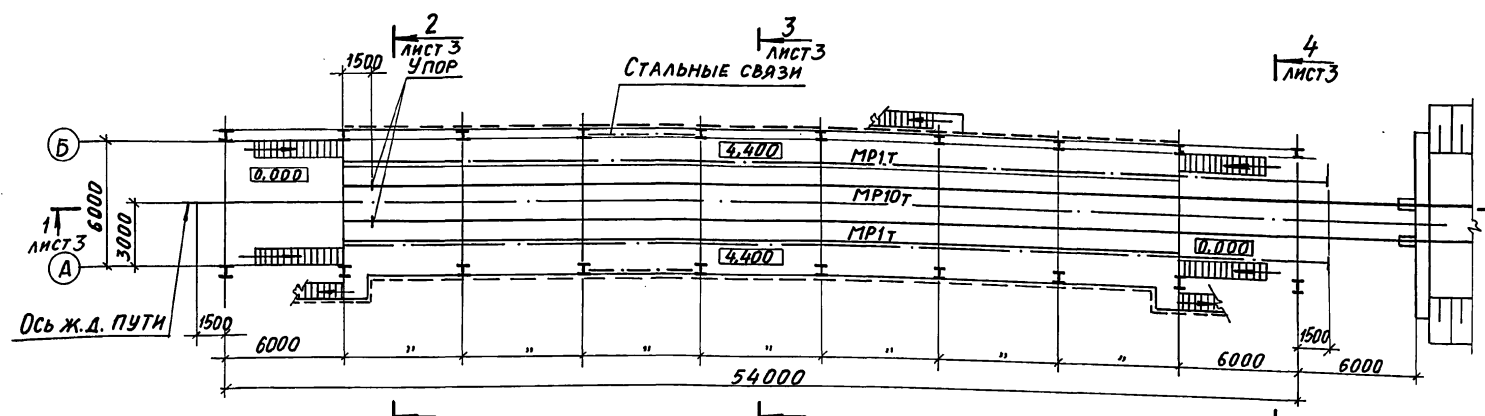 2
лист 3
3
лист 3
4
лист 3
1500
Упор
Стальные связи
Б
4,400
МР1т
0.000
МР10т
6000
3000
1
лист 3
МР1т
0.000
А
4.400
Ось ж.д. пути
1500
6000
"
"
"
"
"
"
"
6000
1500
6000
54000